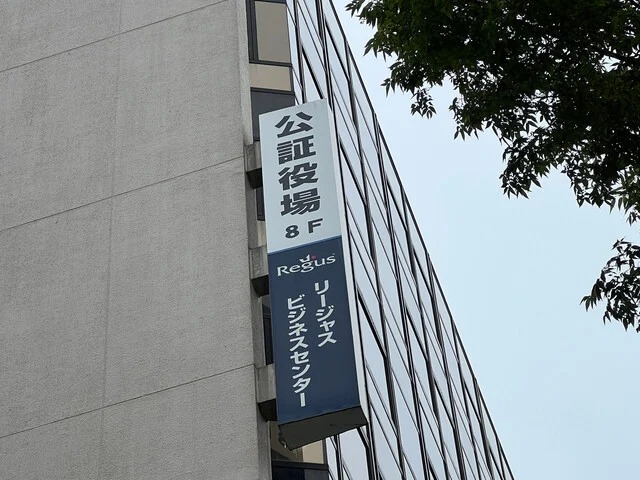 公証役場
8F
Regus
リージャス
ビジネスセンター